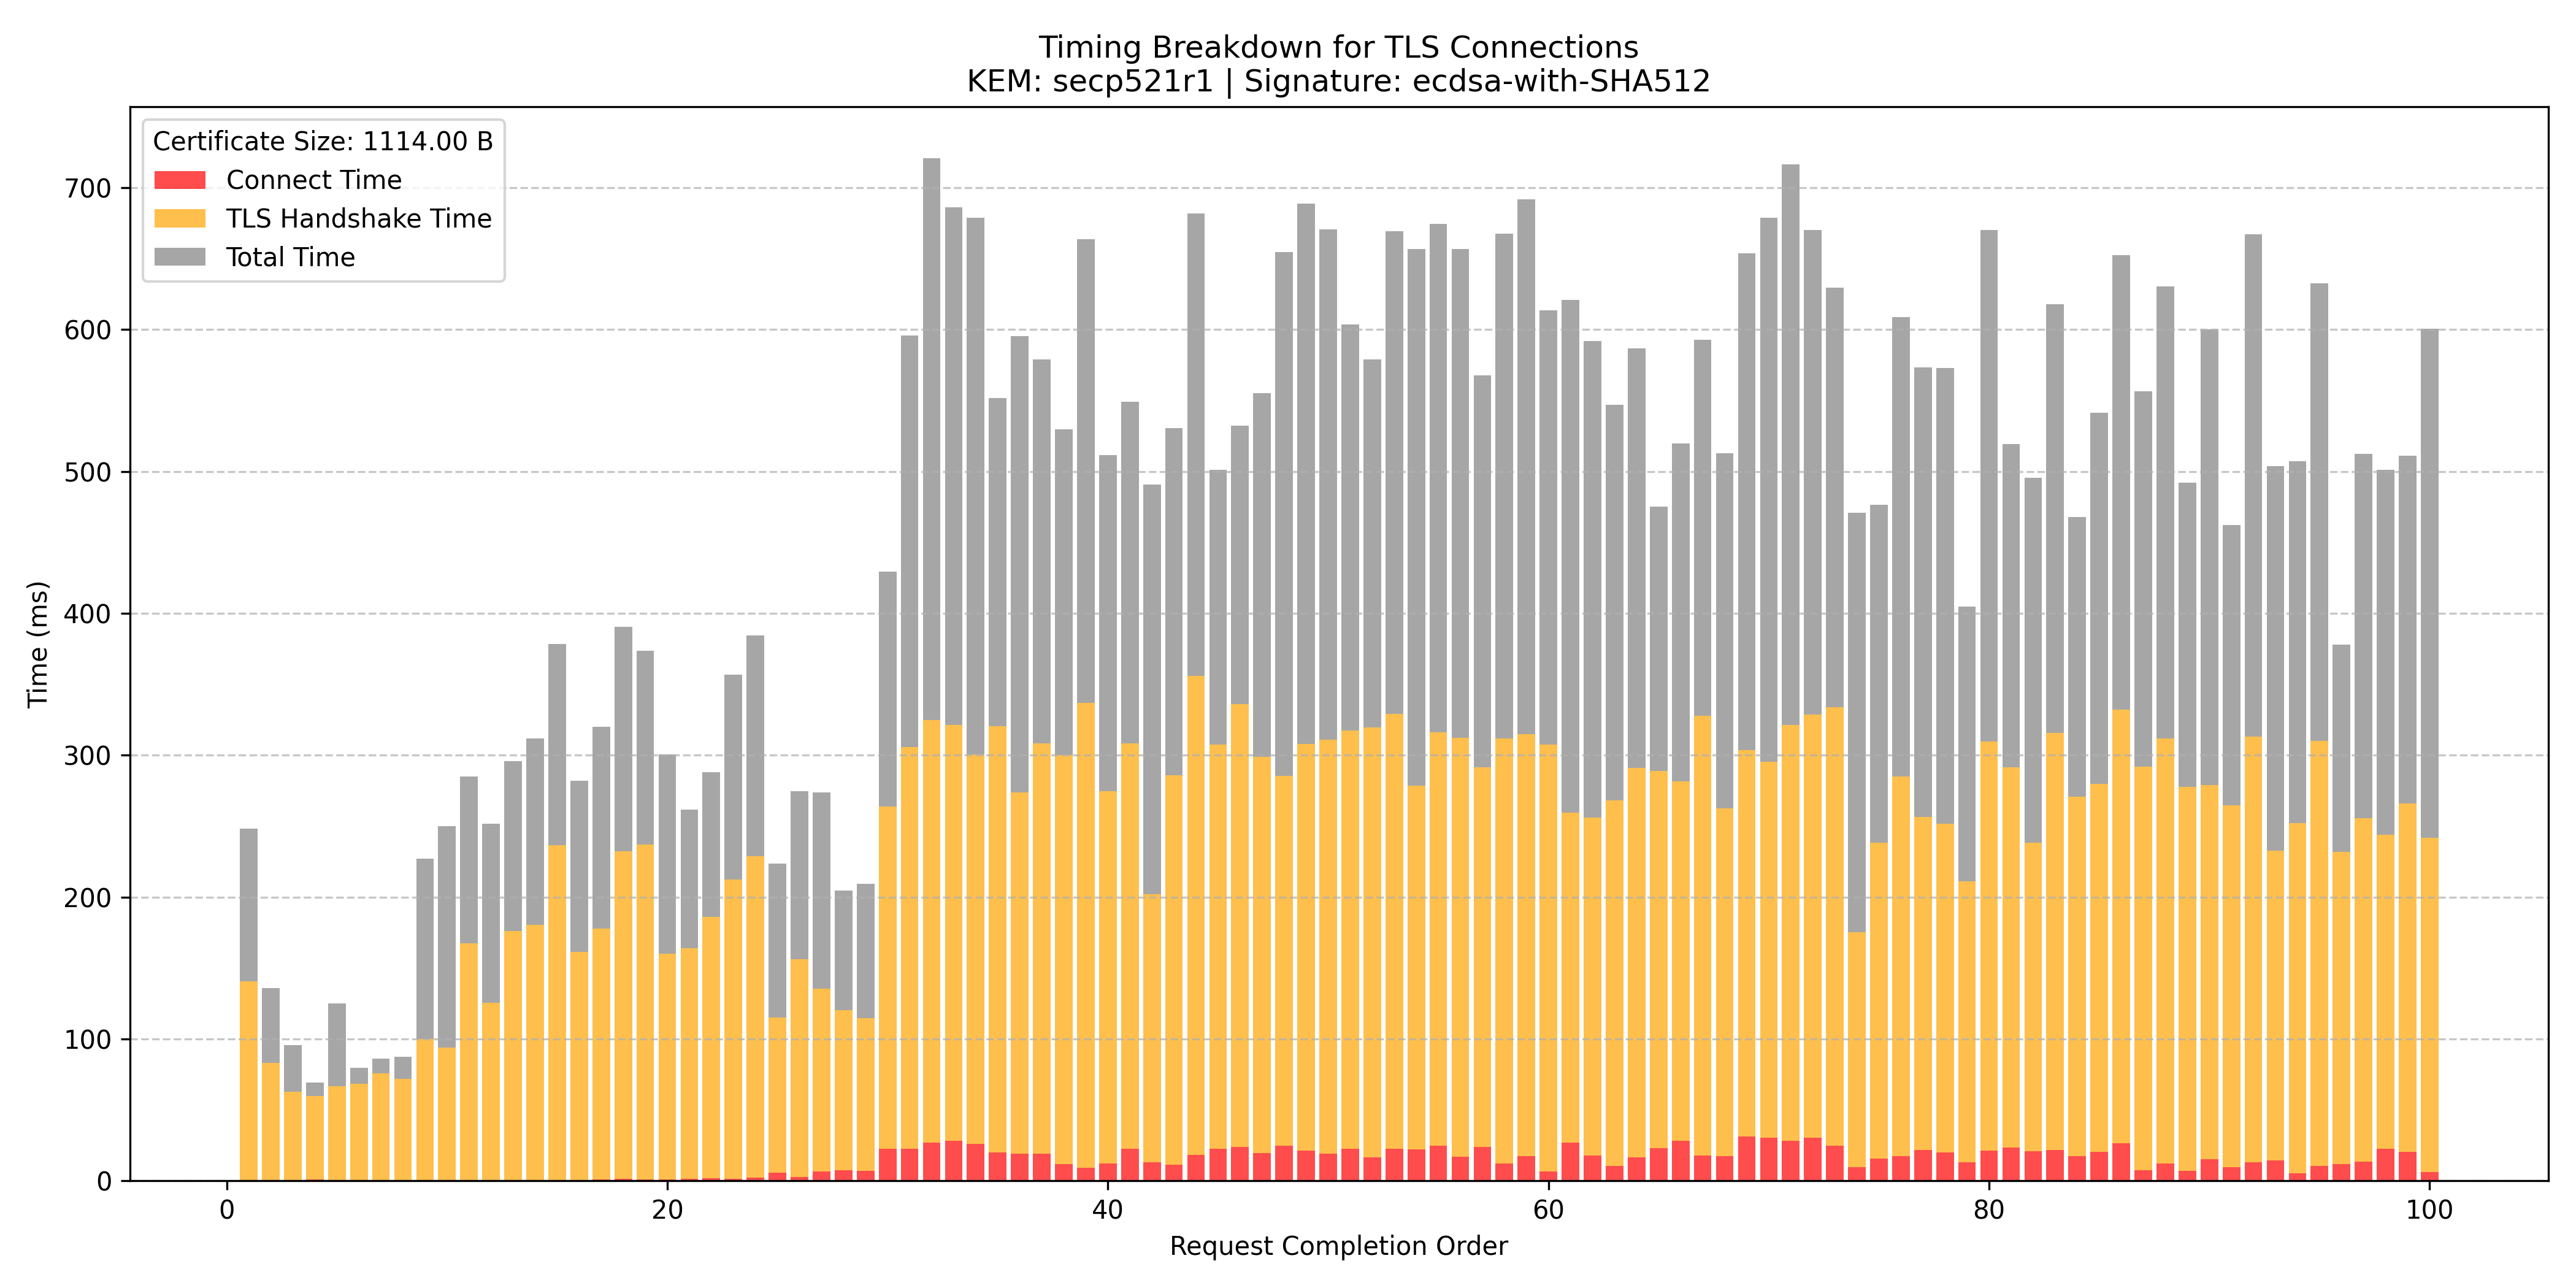 Timing Breakdown for TLS Connections
KEM: secp521r1 | Signature: ecdsa-with-SHA512
Certificate Size: 1114.00 B
Connect Time
TLS Handshake Time
Total Time
Time (ms)
700
600
500
400
300
200
100
0
0 20 40 60 80 100
Request Completion Order